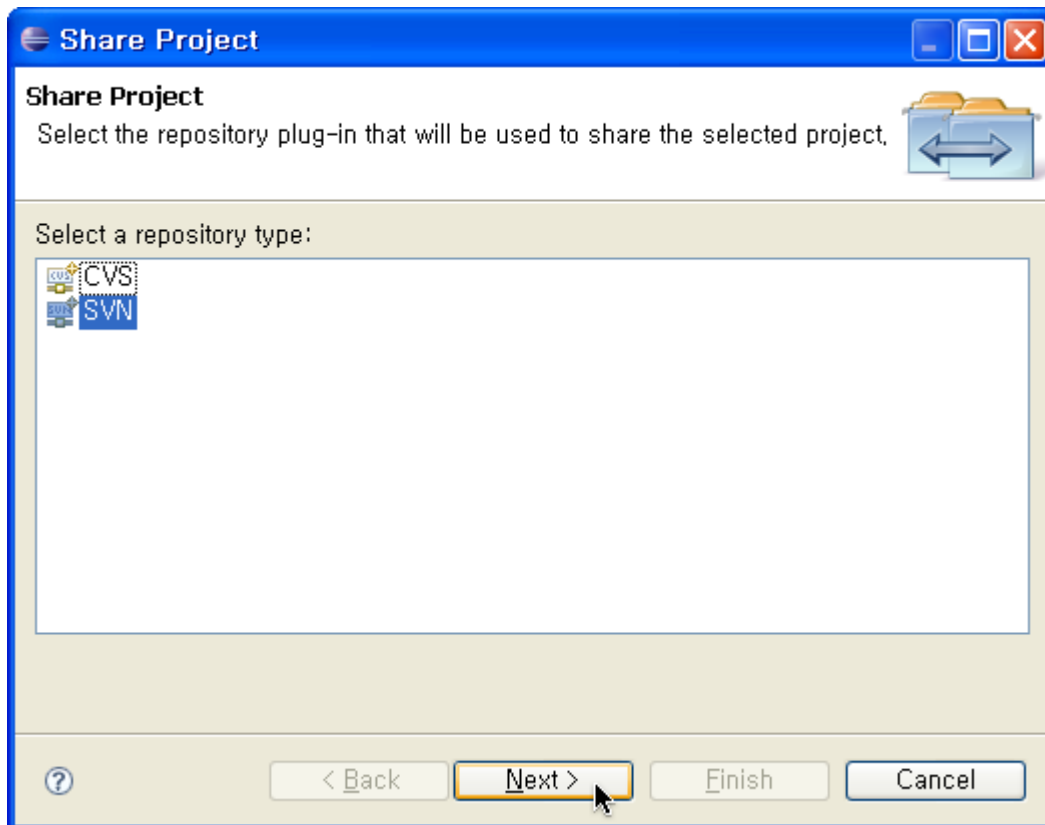 Share Project
Share Project
Select the repository plug-in that will be used to share the selected project.
Select a repository type:
CVS
SVN
?
< Back
Next >
Finish
Cancel